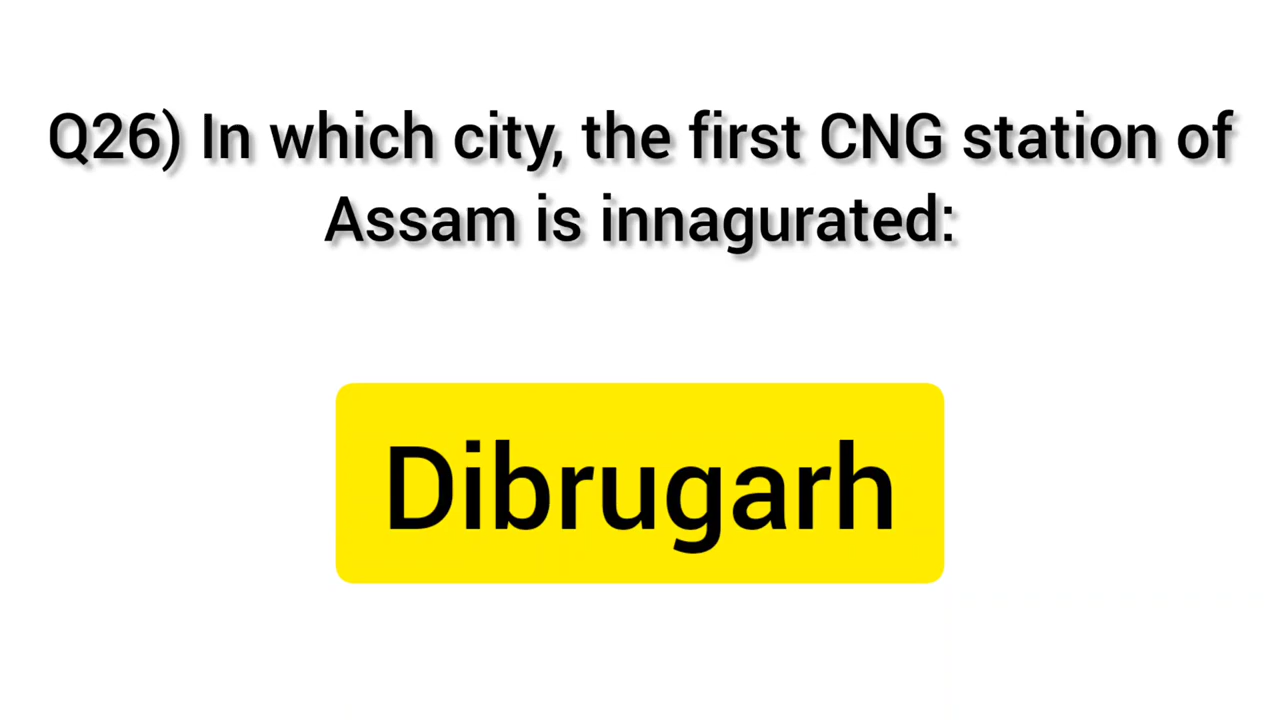 Q26) In which city, the first CNG station of
Assam is innagurated:
Dibrugarh